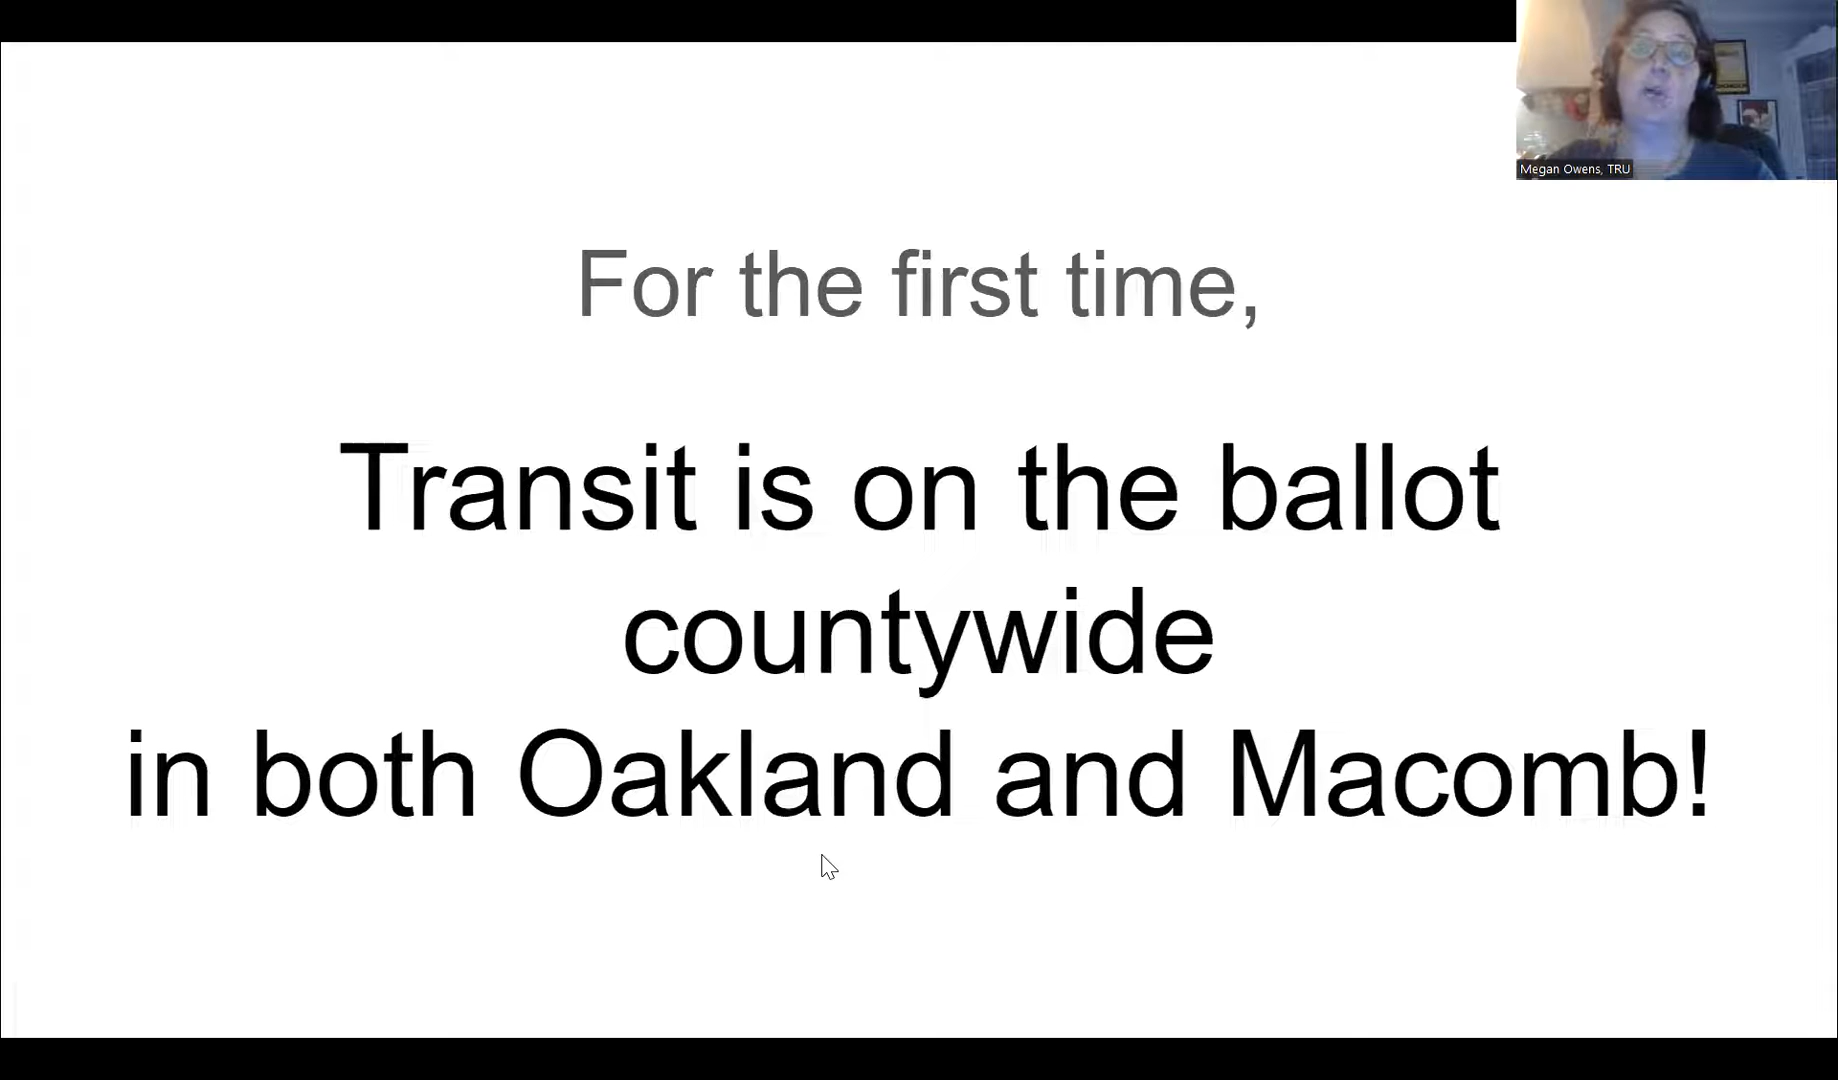 Megan Owens, TRU
For the first time,
Transit is on the ballot
countywide
in both Oakland and Macomb!